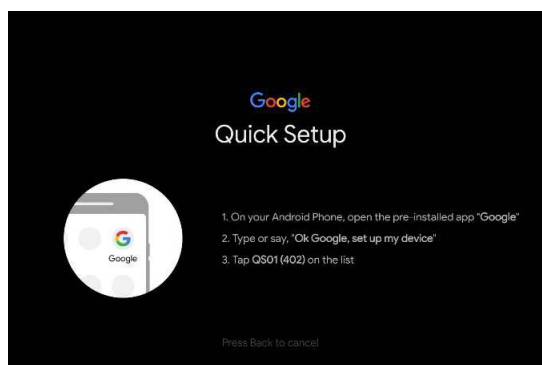 Google
Quick Setup
1. On your Android Phone, open the pre-installed app "Google"
2. Type or say, "Ok Google, set up my device"
3. Tap QS01 (402) on the list
Google
Press Back to cancel